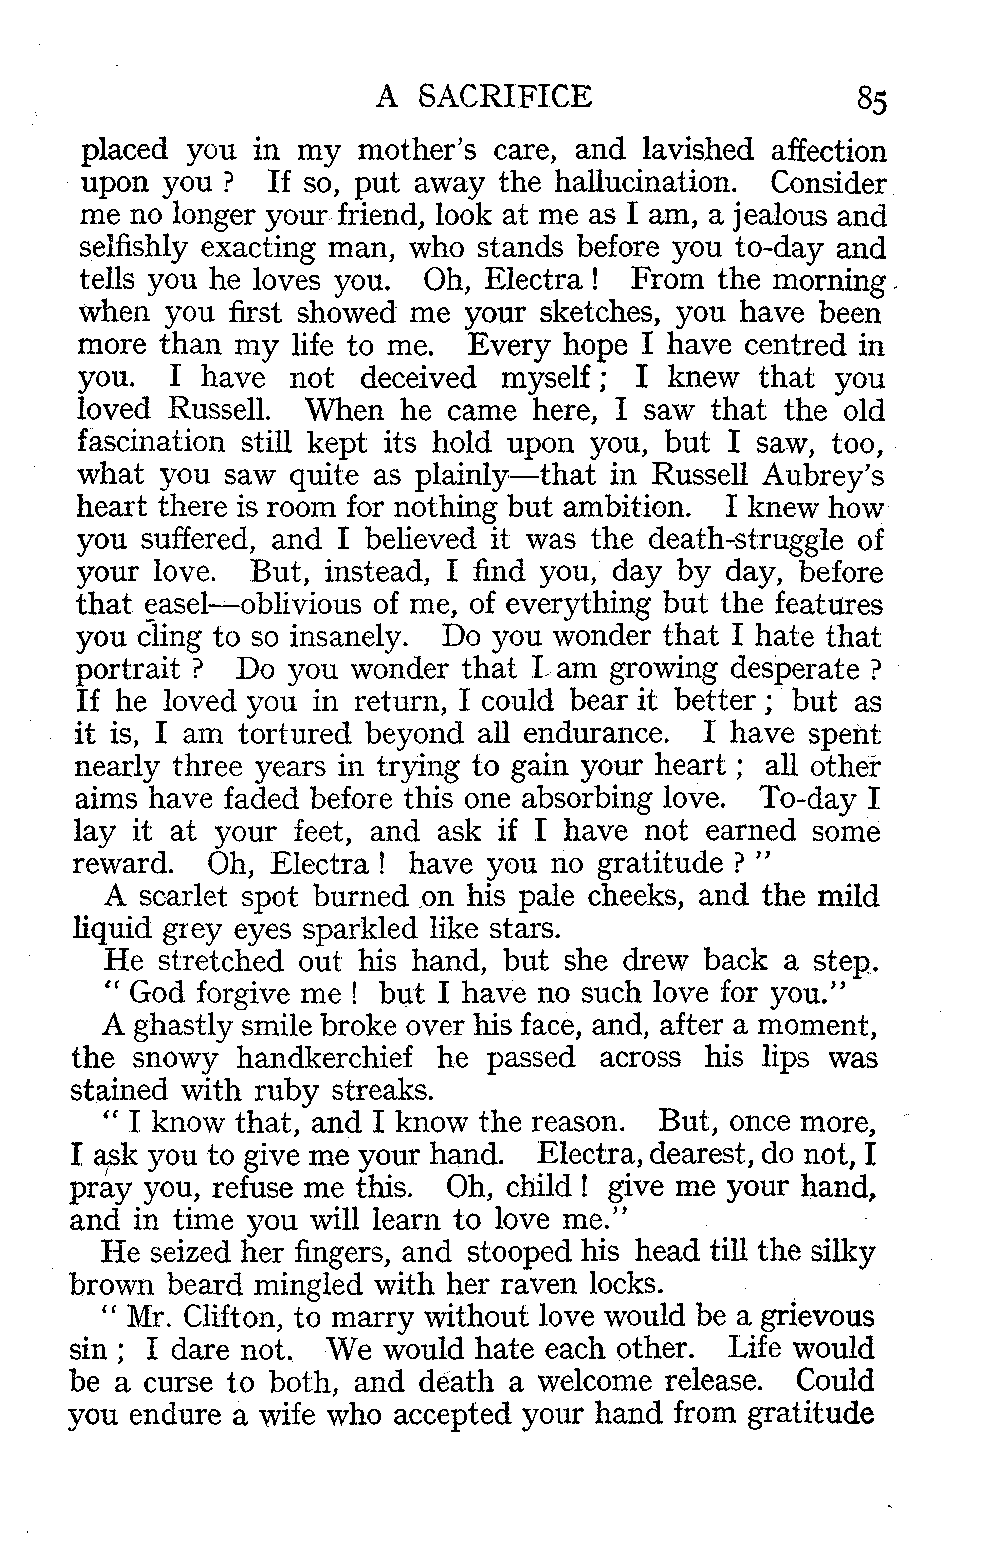 A SACRIFICE 85
placed you in my mother's care, and lavished affection
upon you ? If so, put away the hallucination. Consider
me no longer your friend, look at me as I am, a jealous and
selfishly exacting man, who stands before you to-day and
tells you he loves you. Oh, Electra ! From the morning
when you first showed me your sketches, you have been
more than my life to me. Every hope I have centred in
you. I have not deceived myself ; I knew that you
loved Russell. When he came here, I saw that the old
fascination still kept its hold upon you, but I saw, too,
what you saw quite as plainly—that in Russell Aubrey's
heart there is room for nothing but ambition. I knew how
you suffered, and I believed it was the death-struggle of
your love. But, instead, I find you, day by day, before
that easel—oblivious of me, of everything but the features
you cling to so insanely. Do you wonder that I hate that
portrait ? Do you wonder that I am growing desperate ?
If he loved you in return, I could bear it better ; but as
it is, I am tortured beyond all endurance. I have spent
nearly three years in trying to gain your heart ; all other
aims have faded before this one absorbing love. To-day I
lay it at your feet, and ask if I have not earned some
reward. Oh, Electra ! have you no gratitude ? "
A scarlet spot burned on his pale cheeks, and the mild
liquid grey eyes sparkled like stars.
He stretched out his hand, but she drew back a step.
" God forgive me ! but I have no such love for you."
A ghastly smile broke over his face, and, after a moment,
the snowy handkerchief he passed across his lips was
stained with ruby streaks.
" I know that, and I know the reason. But, once more,
I ask you to give me your hand. Electra, dearest, do not, I
pray you, refuse me this. Oh, child ! give me your hand,
and in time you will learn to love me."
He seized her fingers, and stooped his head till the silky
brown beard mingled with her raven locks.
" Mr. Clifton, to marry without love would be a grievous
sin ; I dare not. We would hate each other. Life would
be a curse to both, and death a welcome release. Could
you endure a wife who accepted your hand from gratitude